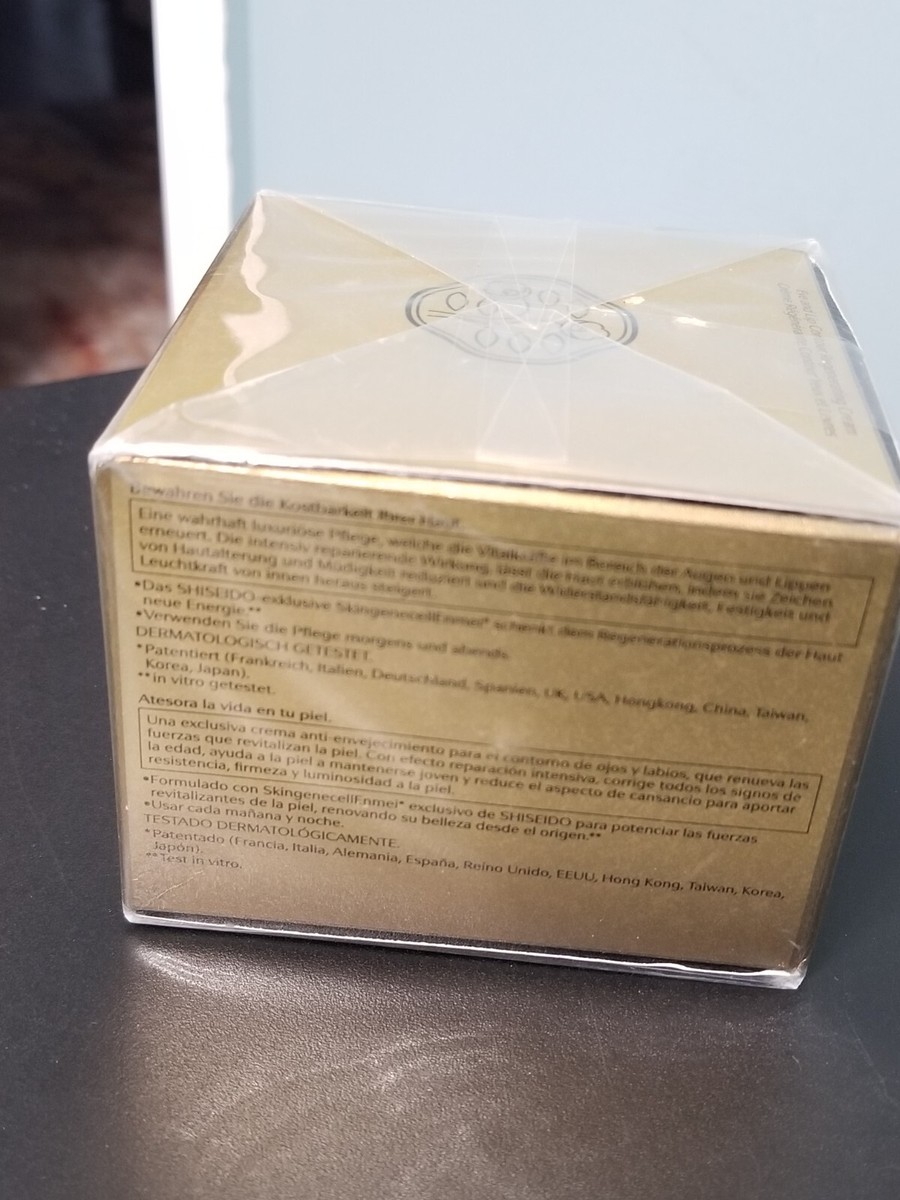 Bewahren Sie die Kostbarkeit Ihrer Haut.
Eine wahrhaft luxuriöse Pflege, welche die Vitalkräfte im Bereich der Augen und Lippen
erneuert. Die intensiv reparierende Wirkung, lässt die Haut erblühen, indem sie Zeichen
von Hautalterung und Müdigkeit reduziert und die Widerstandsfähigkeit, Festigkeit und
Leuchtkraft von innen heraus steigert.
•Das SHISEIDO-exklusive SkingenecellEnmei* schenkt dem Regenerationsprozess der Haut
neue Energie.**
•Verwenden Sie die Pflege morgens und abends.
DERMATOLOGISCH GETESTET.
*Patentiert (Frankreich, Italien, Deutschland, Spanien, UK, USA, Hongkong, China, Taiwan,
Korea, Japan).
**in vitro getestet.
Atesora la vida en tu piel.
Una exclusiva crema anti-envejecimiento para el contorno de ojos y labios, que renueva las
fuerzas que revitalizan la piel. Con efecto reparación intensiva, corrige todos los signos de
la edad, ayuda a la piel a mantenerse joven y reduce el aspecto de cansancio para aportar
resistencia, firmeza y luminosidad a la piel.
•Formulado con SkingenecellEnmei* exclusivo de SHISEIDO para potenciar las fuerzas
revitalizantes de la piel, renovando su belleza desde el origen.**
•Usar cada mañana y noche.
TESTADO DERMATOLÓGICAMENTE.
*Patentado (Francia, Italia, Alemania, España, Reino Unido, EEUU, Hong Kong, Taiwan, Korea,
Japón).
**Test in vitro.